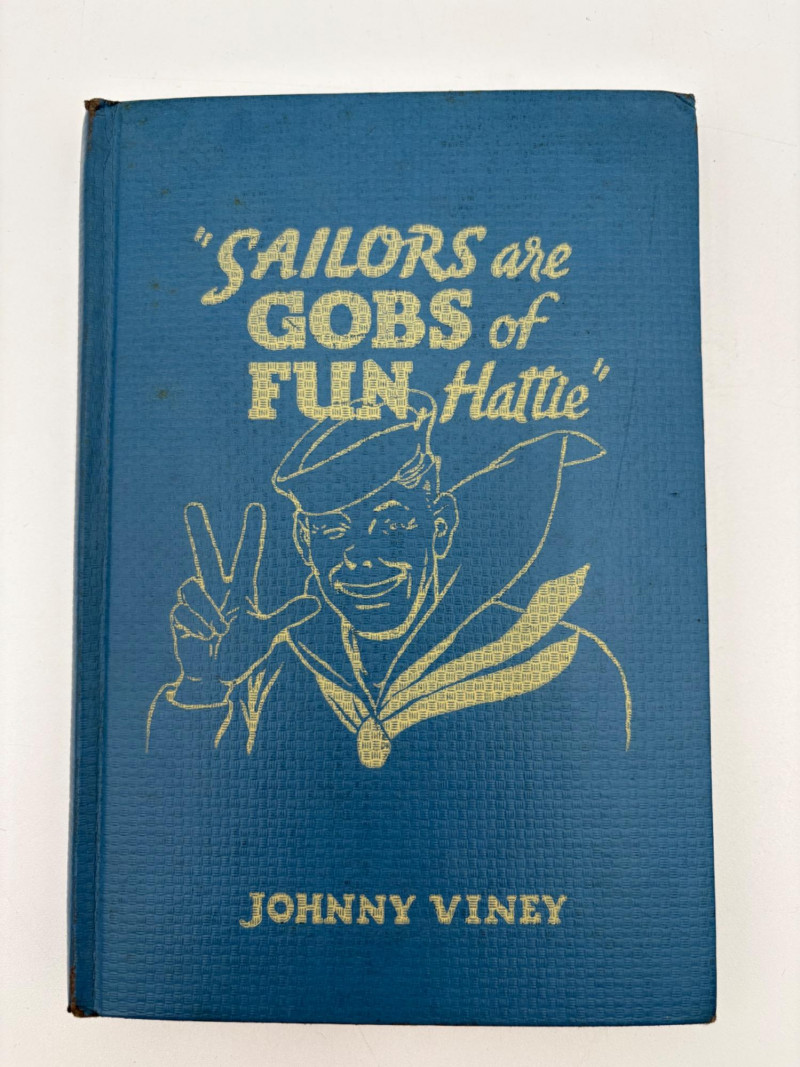 "SAILORS are
GOBS of
FUN, Hattie"
JOHNNY VINEY